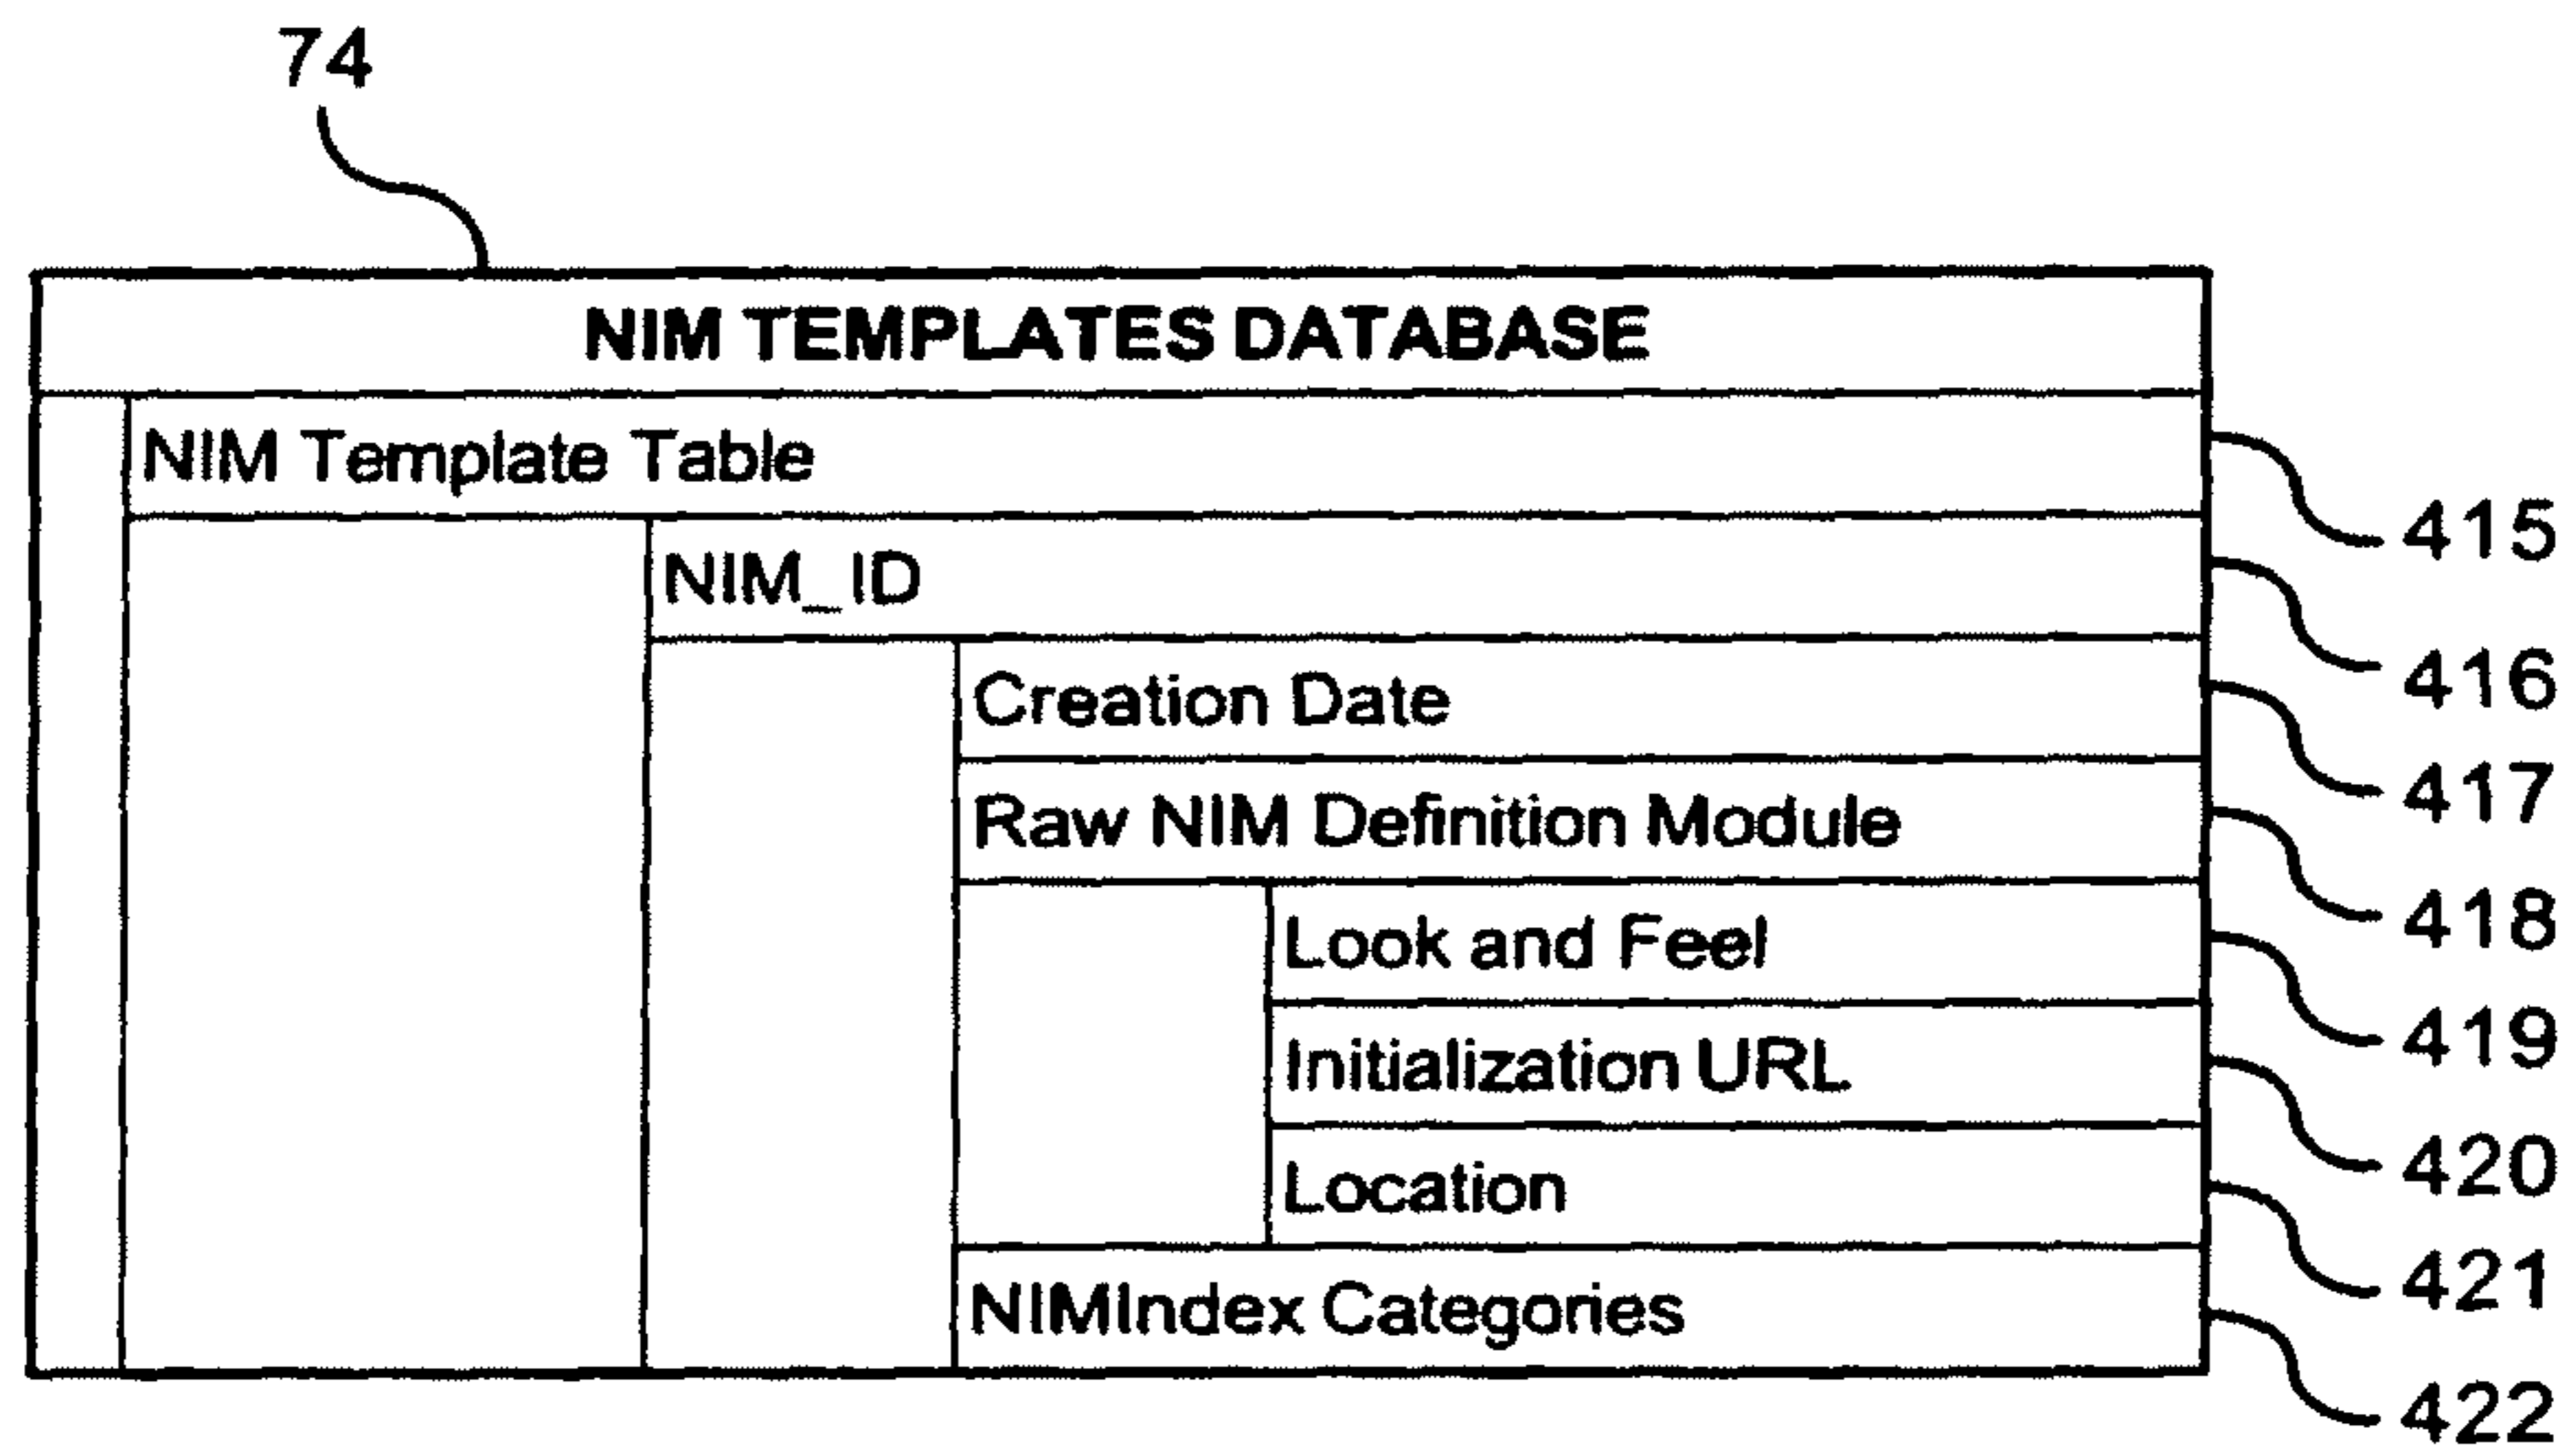 74
NIM TEMPLATES DATABASE
NIM Template Table
415
NIM_ID
416
Creation Date
417
Raw NIM Definition Module
418
Look and Feel
419
Initialization URL
420
Location
421
NIMIndex Categories
422